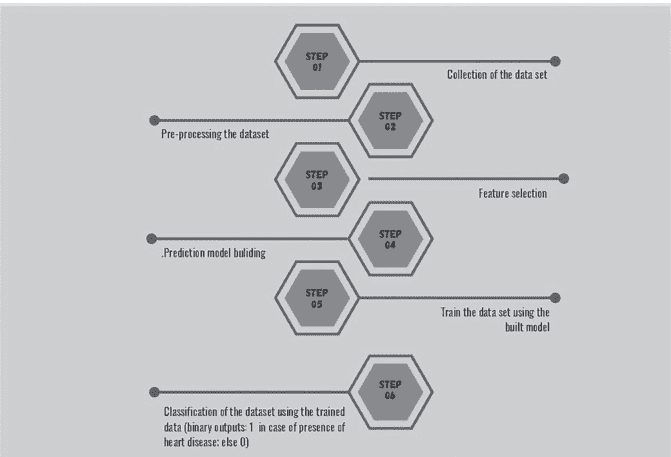 STEP
01
Collection of the data set
STEP
02
Pre-processing the dataset
STEP
03
Feature selection
STEP
04
.Prediction model buliding
STEP
05
Train the data set using the
built model
STEP
06
Classification of the dataset using the trained
data (binary outputs: 1 in case of presence of
heart disease; else 0)